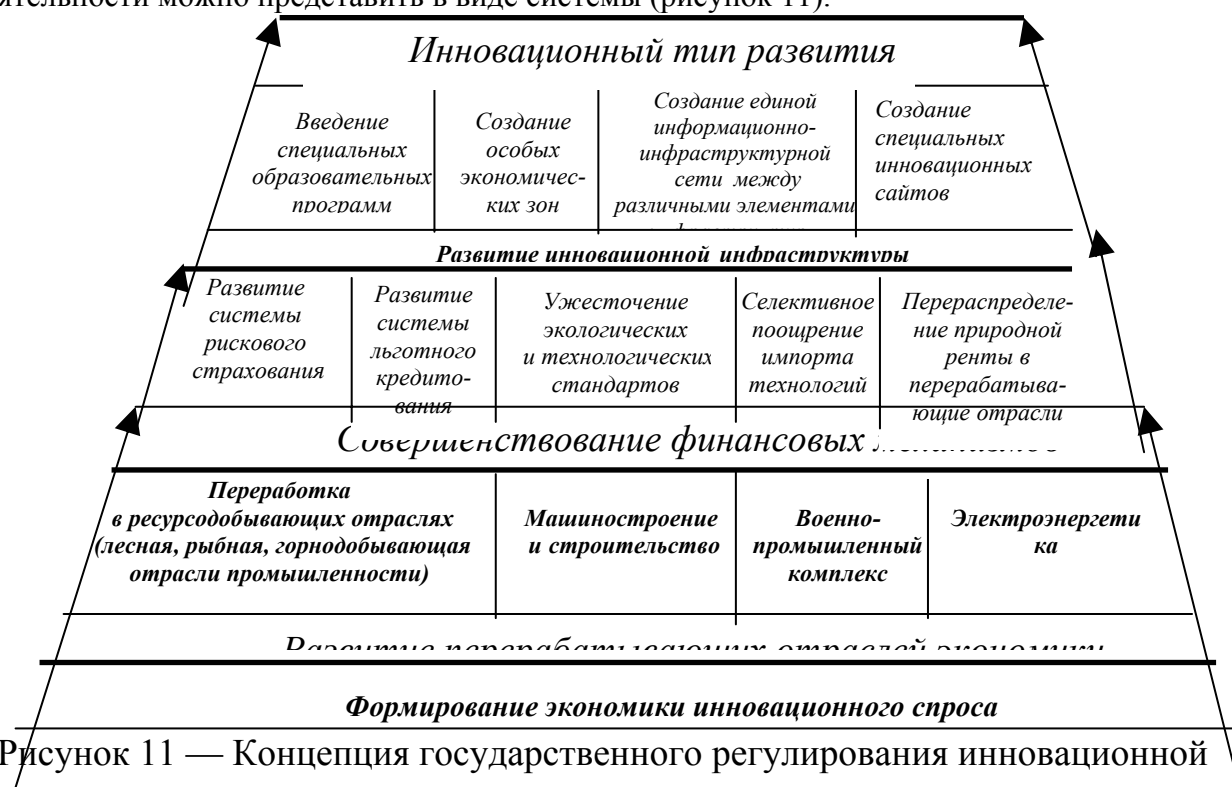 ятельности можно представить в виде системы (рисунок 11).
Инновационный тип развития
Введение
специальных
образовательных
программ
Создание
особых
экономичес-
ких зон
Создание единой
информационно-
инфраструктурной
сети между
различными элементами
Создание
специальных
инновационных
сайтов
Развитие инновационной инфраструктуры
Развитие
системы
рискового
страхования
Развитие
системы
льготного
кредито-
вания
Ужесточение
экологических
и технологических
стандартов
Селективное
поощрение
импорта
технологий
Перераспределе-
ние природной
ренты в
перерабатыва-
ющие отрасли
Совершенствование финансовых
Переработка
в ресурсодобывающих отраслях
(лесная, рыбная, горнодобывающая
отрасли промышленности)
Машиностроение
и строительство
Военно-
промышленный
комплекс
Электроэнергети
ка
Развитие перерабатывающих отраслей экономики
Формирование экономики инновационного спроса
Рисунок 11 — Концепция государственного регулирования инновационной